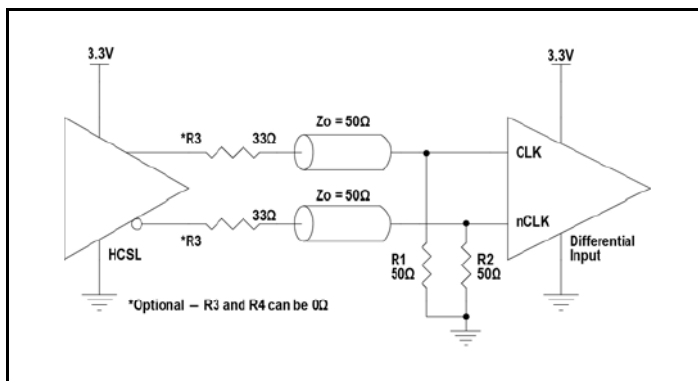 3.3V
3.3V
Zo = 50Ω
*R3
33Ω
CLK
Zo = 50Ω
33Ω
nCLK
*R3
HCSL
Differential
Input
R1
50Ω
R2
50Ω
*Optional – R3 and R4 can be 0Ω